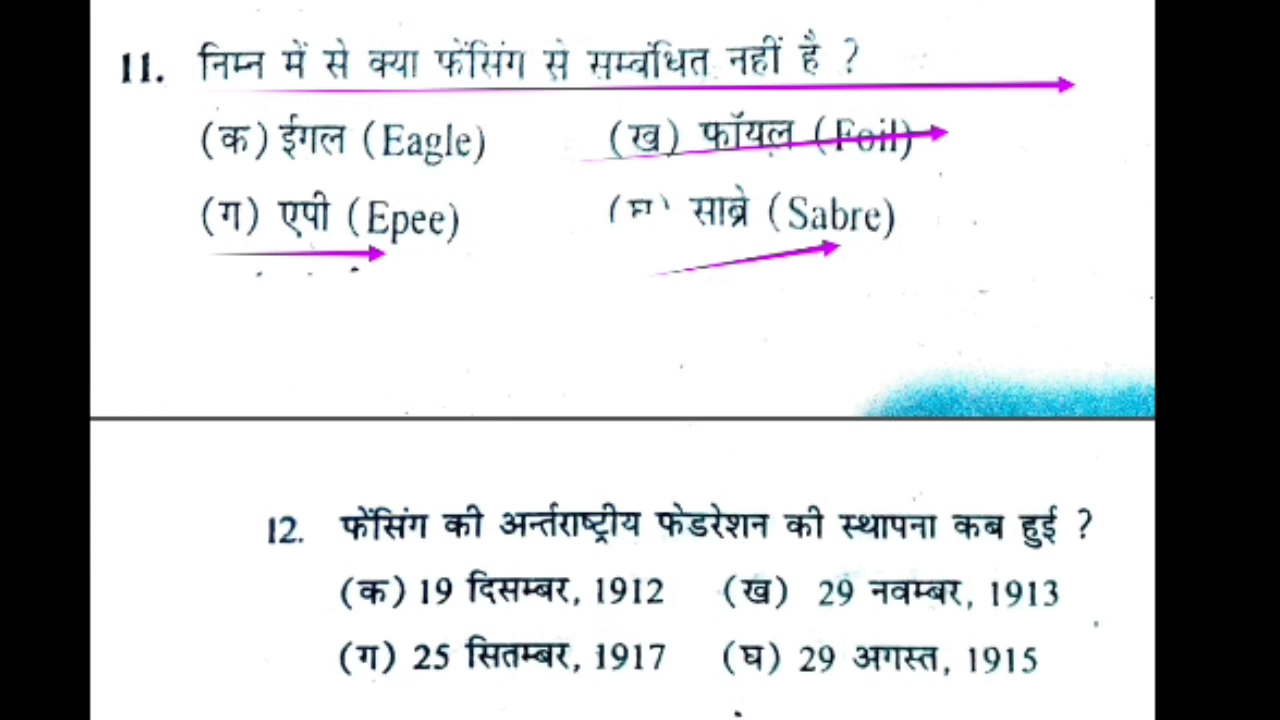 11. निम्न में से क्या फेंसिंग से सम्बंधित नहीं है ?
(क) ईगल (Eagle) (ख) फॉयल (Foil)
(ग) एपी (Epee) (घ) साब्रे (Sabre)
12. फेंसिंग की अर्न्तराष्ट्रीय फेडरेशन की स्थापना कब हुई ?
(क) 19 दिसम्बर, 1912 (ख) 29 नवम्बर, 1913
(ग) 25 सितम्बर, 1917 (घ) 29 अगस्त, 1915